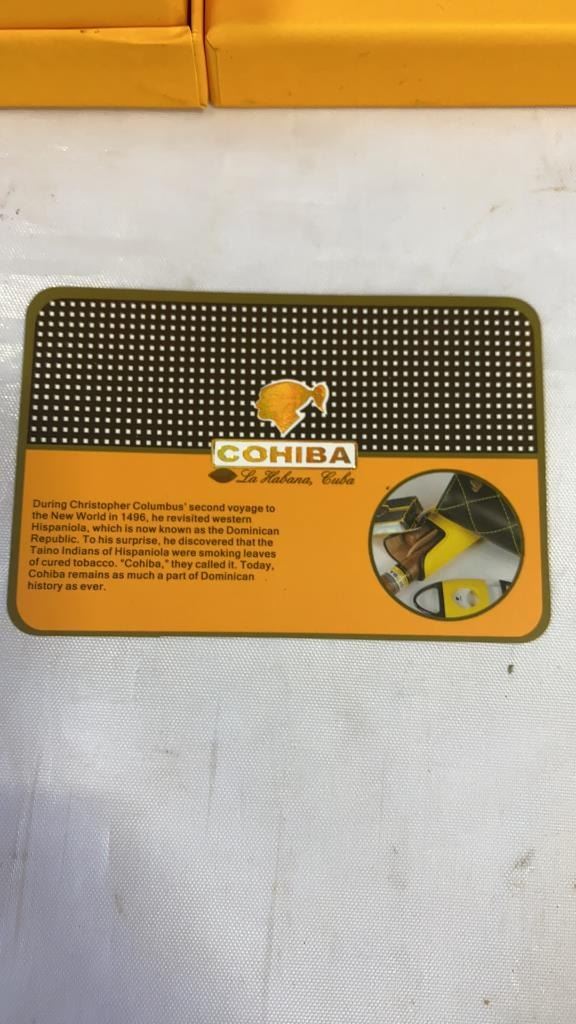 COHIBA
La Habana, Cuba
During Christopher Columbus' second voyage to
the New World in 1496, he revisited western
Hispaniola, which is now known as the Dominican
Republic. To his surprise, he discovered that the
Taino Indians of Hispaniola were smoking leaves
of cured tobacco. "Cohiba," they called it. Today,
Cohiba remains as much a part of Dominican
history as ever.